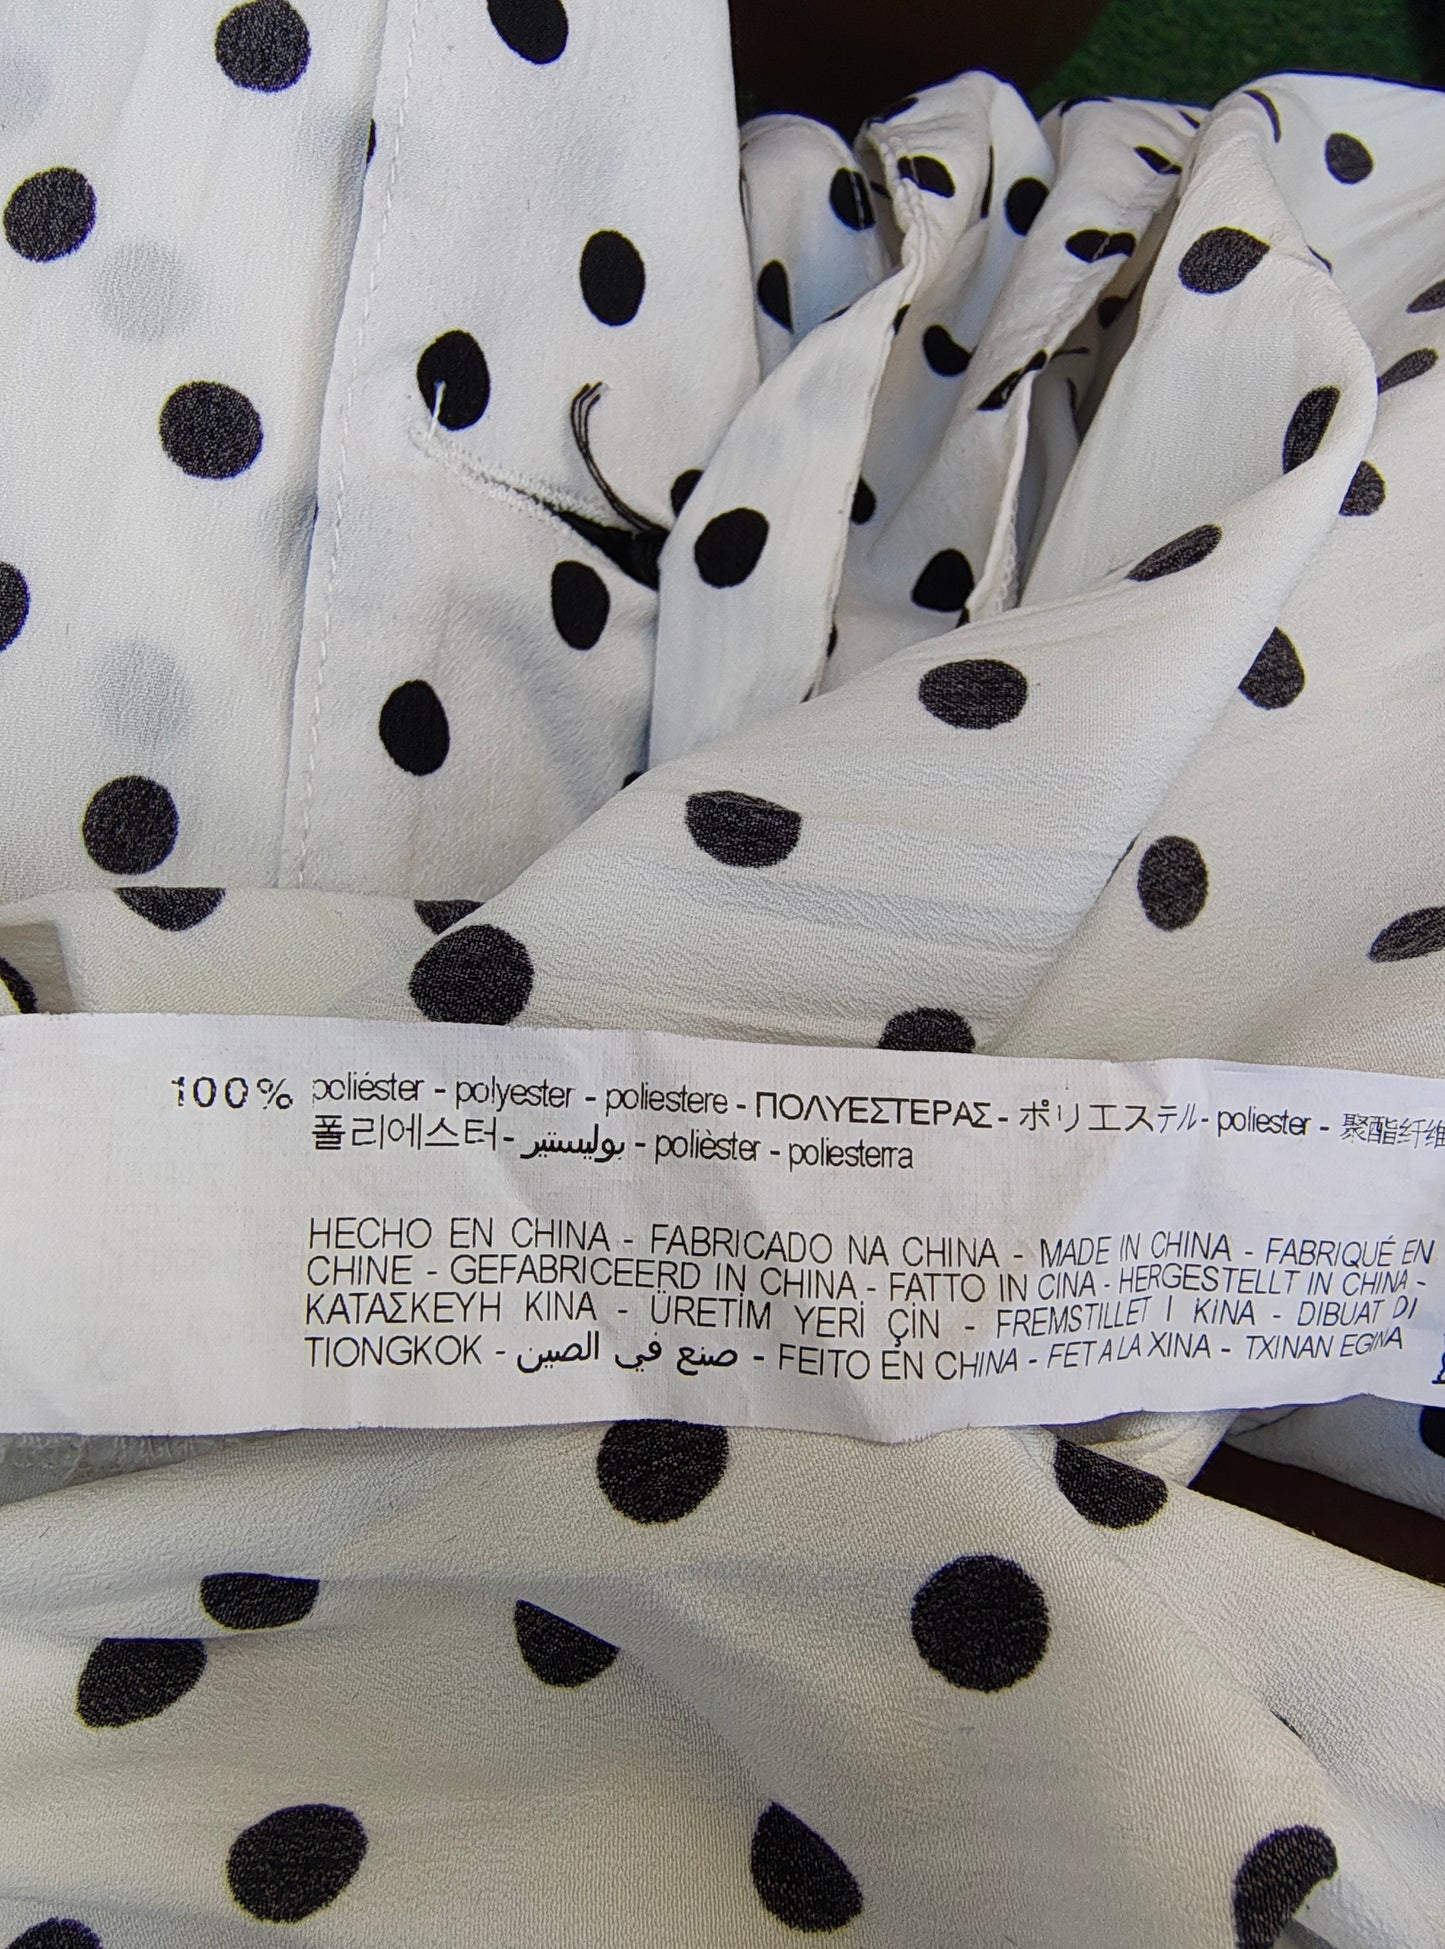 100% poliéster - polyester - poliestere - ΠΟΛΥΕΣΤΕΡΑΣ - ポリエステル - poliester - 聚酯纤维
폴리에스터 - بوليستير - polièster - poliesterra
HECHO EN CHINA - FABRICADO NA CHINA - MADE IN CHINA - FABRIQUÉ EN
CHINE - GEFABRICEERD IN CHINA - FATTO IN CINA - HERGESTELLT IN CHINA -
ΚΑΤΑΣΚΕΥΗ ΚΙΝΑ - ÜRETİM YERİ ÇİN - FREMSTILLET I KINA - DIBUAT DI
TIONGKOK - صنع في الصين - FEITO EN CHINA - FET A LA XINA - TXINAN EGINA